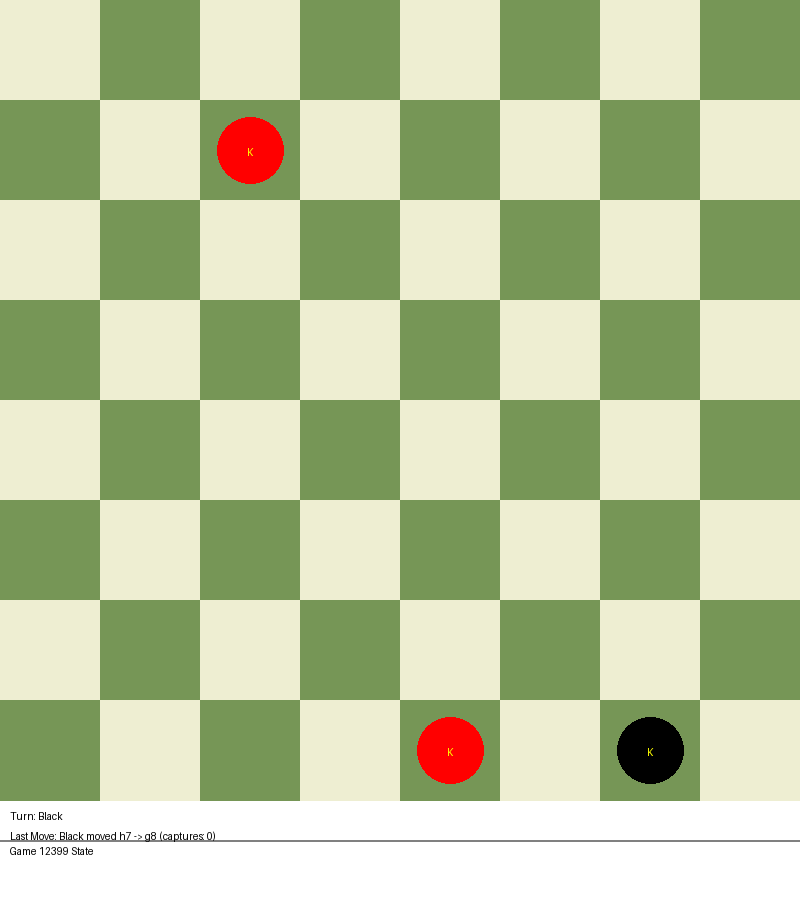 K
K
K
Turn: Black
Last Move: Black moved h7 -> g8 (captures: 0)
Game 12399 State